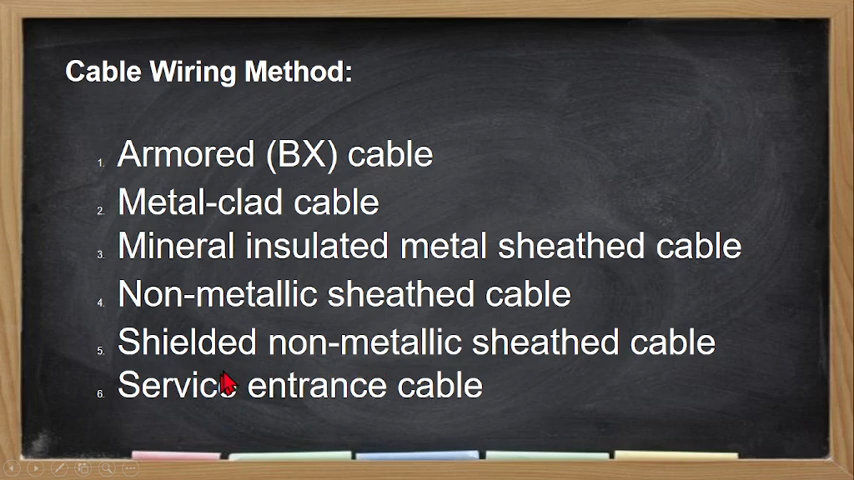 Cable Wiring Method:
1. Armored (BX) cable
2. Metal-clad cable
3. Mineral insulated metal sheathed cable
4. Non-metallic sheathed cable
5. Shielded non-metallic sheathed cable
6. Service entrance cable